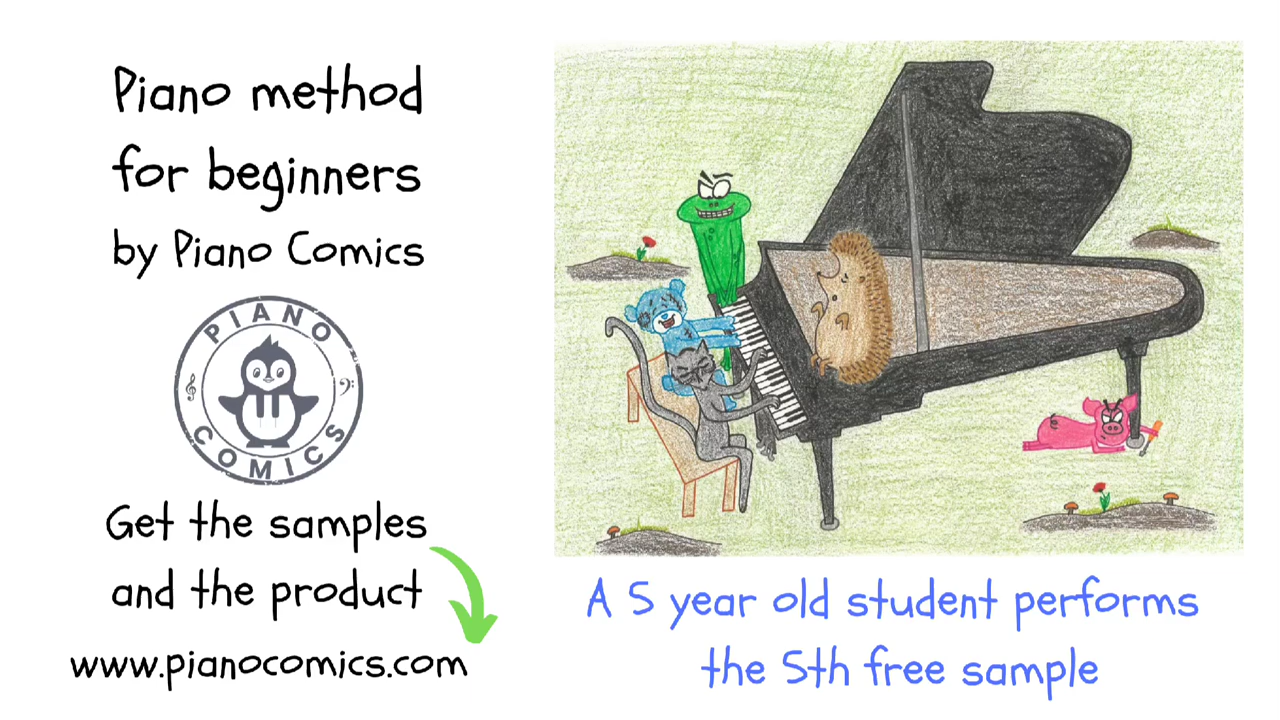 Piano method
for beginners
by Piano Comics
PIANO
COMICS
Get the samples
and the product
www.pianocomics.com
A 5 year old student performs
the 5th free sample